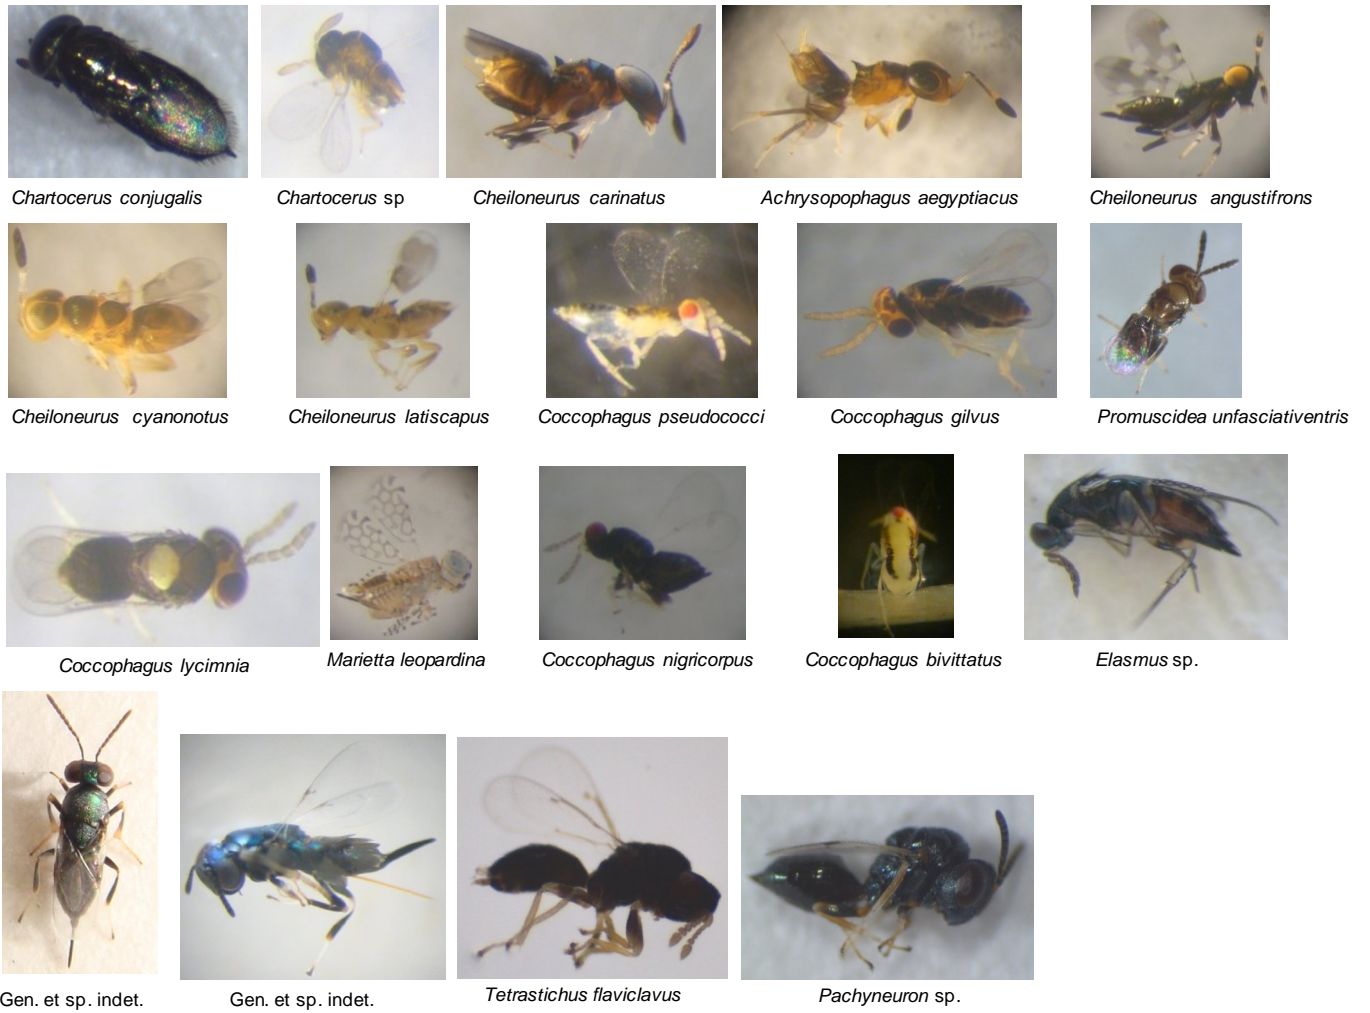 Chartocerus conjugalis
Chartocerus sp
Cheiloneurus carinatus
Achrysopophagus aegyptiacus
Cheiloneurus angustifrons
Cheiloneurus cyanonotus
Cheiloneurus latiscapus
Coccophagus pseudococci
Coccophagus gilvus
Promuscidea unfasciativentris
Coccophagus lycimnia
Marietta leopardina
Coccophagus nigricorpus
Coccophagus bivittatus
Elasmus sp.
Gen. et sp. indet.
Gen. et sp. indet.
Tetrastichus flaviclavus
Pachyneuron sp.